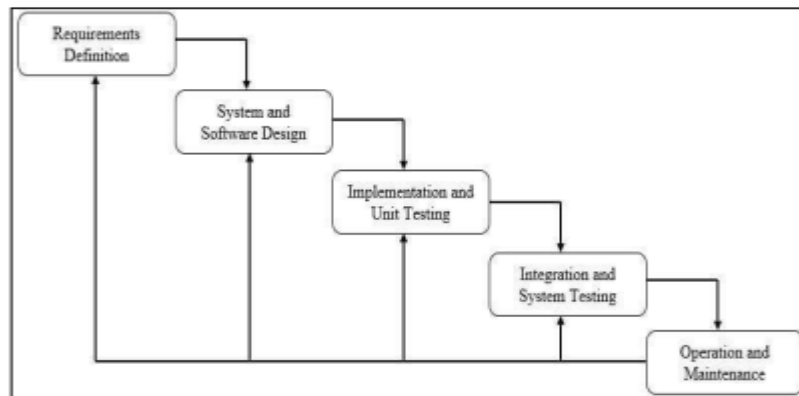 Requirements
Definition
System and
Software Design
Implementation and
Unit Testing
Integration and
System Testing
Operation and
Maintenance